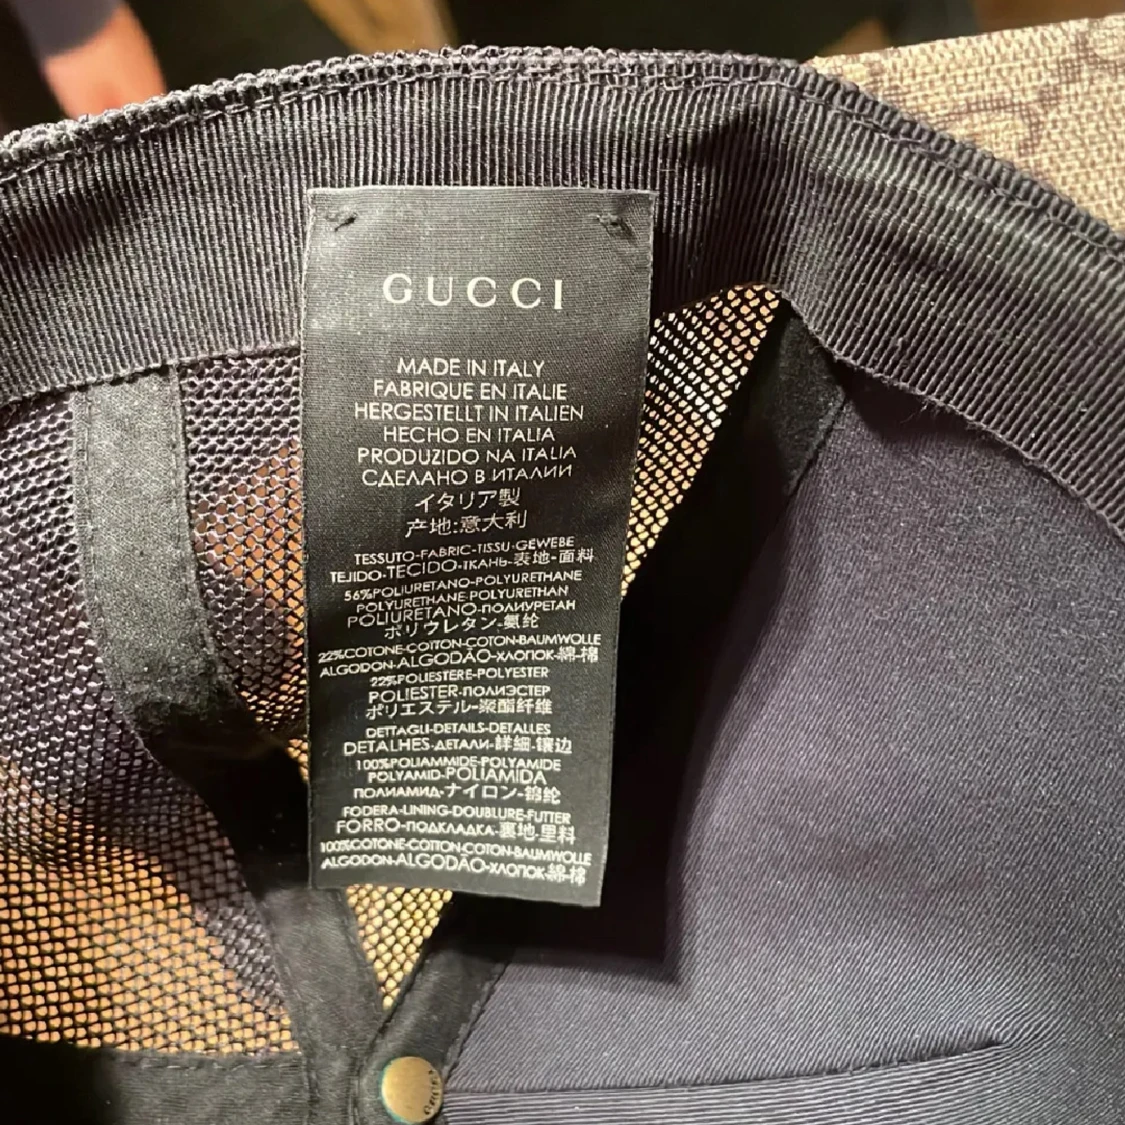 GUCCI
MADE IN ITALY
FABRIQUE EN ITALIE
HERGESTELLT IN ITALIEN
HECHO EN ITALIA
PRODUZIDO NA ITALIA
СДЕЛАНО В ИТАЛИИ
イタリア製
产地:意大利
TESSUTO-FABRIC-TISSU-GEWEBE
TEJIDO-TECIDO-ТКАНЬ-表地-面料
56%POLIURETANO-POLYURETHANE
POLYURETHANE-POLYURETHAN
POLIURETANO-ПОЛИУРЕТАН
ポリウレタン-氨纶
22%COTONE-COTTON-COTON-BAUMWOLLE
ALGODON-ALGODÃO-ХЛОПОК-綿-棉
22%POLIESTERE-POLYESTER
POLIESTER-ПОЛИЭСТЕР
ポリエステル-聚酯纤维
DETTAGLI-DETAILS-DETALLES
DETALHES-ДЕТАЛИ-詳細-镶边
100%POLIAMMIDE-POLYAMIDE
POLYAMID-POLIAMIDA
ПОЛИАМИД-ナイロン-锦纶
FODERA-LINING-DOUBLURE-FUTTER
FORRO-ПОДКЛАДКА-裏地-里料
100%COTONE-COTTON-COTON-BAUMWOLLE
ALGODON-ALGODÃO-ХЛОПОК-綿-棉
GUCCI